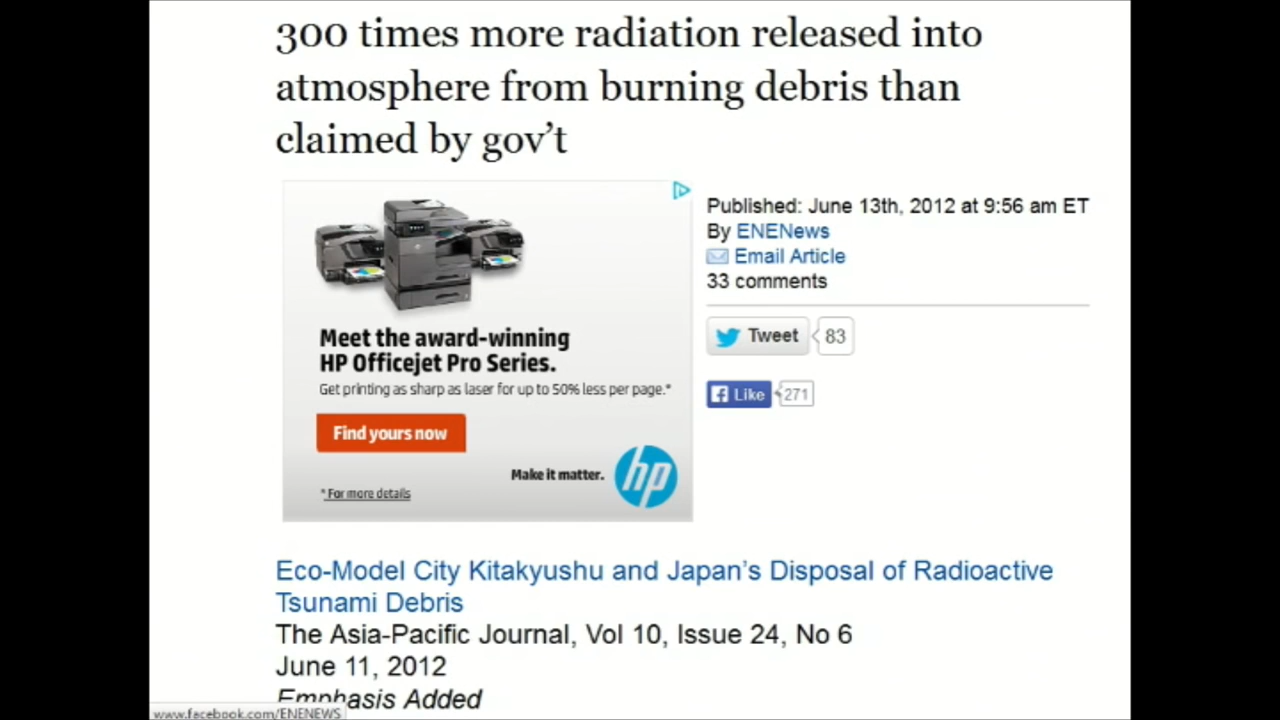 300 times more radiation released into
atmosphere from burning debris than
claimed by gov't
Published: June 13th, 2012 at 9:56 am ET
By ENENews
Email Article
33 comments
Tweet 83
Like 271
Meet the award-winning
HP Officejet Pro Series.
Get printing as sharp as laser for up to 50% less per page.*
Find yours now
Make it matter.
hp
*For more details
Eco-Model City Kitakyushu and Japan's Disposal of Radioactive
Tsunami Debris
The Asia-Pacific Journal, Vol 10, Issue 24, No 6
June 11, 2012
Emphasis Added
www.facebook.com/ENENEWS